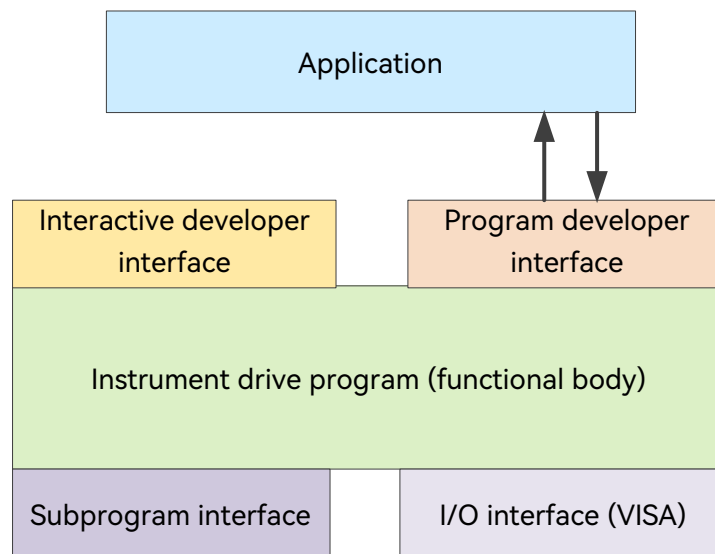 Application
Interactive developer
interface
Program developer
interface
Instrument drive program (functional body)
Subprogram interface
I/O interface (VISA)